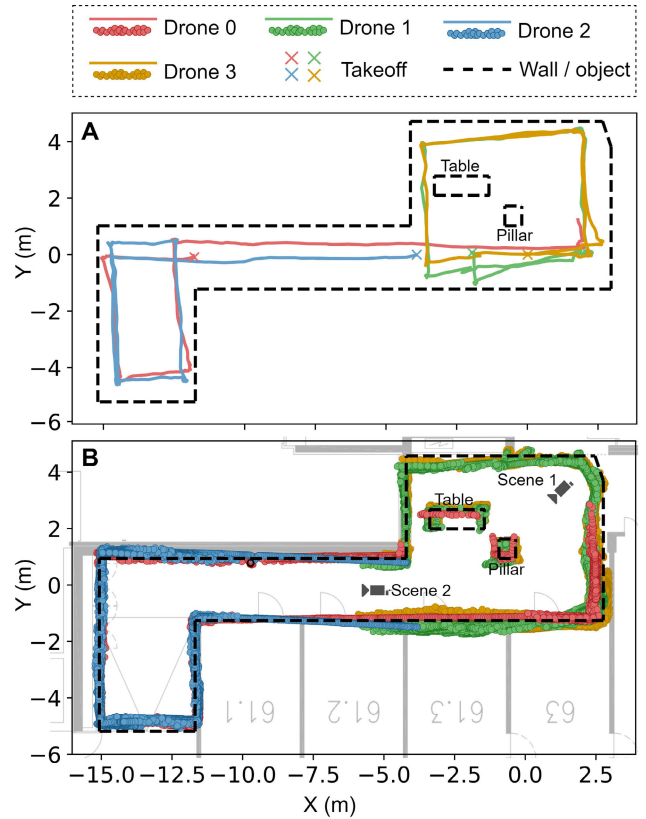 Drone 0 Drone 1 Drone 2
Drone 3 Takeoff Wall / object
A
4
2
0
−2
−4
−6
Y (m)
Table
Pillar
B
4
2
0
−2
−4
−6
Y (m)
Scene 1
Table
Pillar
Scene 2
61.1 61.2 61.3 63
−15.0 −12.5 −10.0 −7.5 −5.0 −2.5 0.0 2.5
X (m)